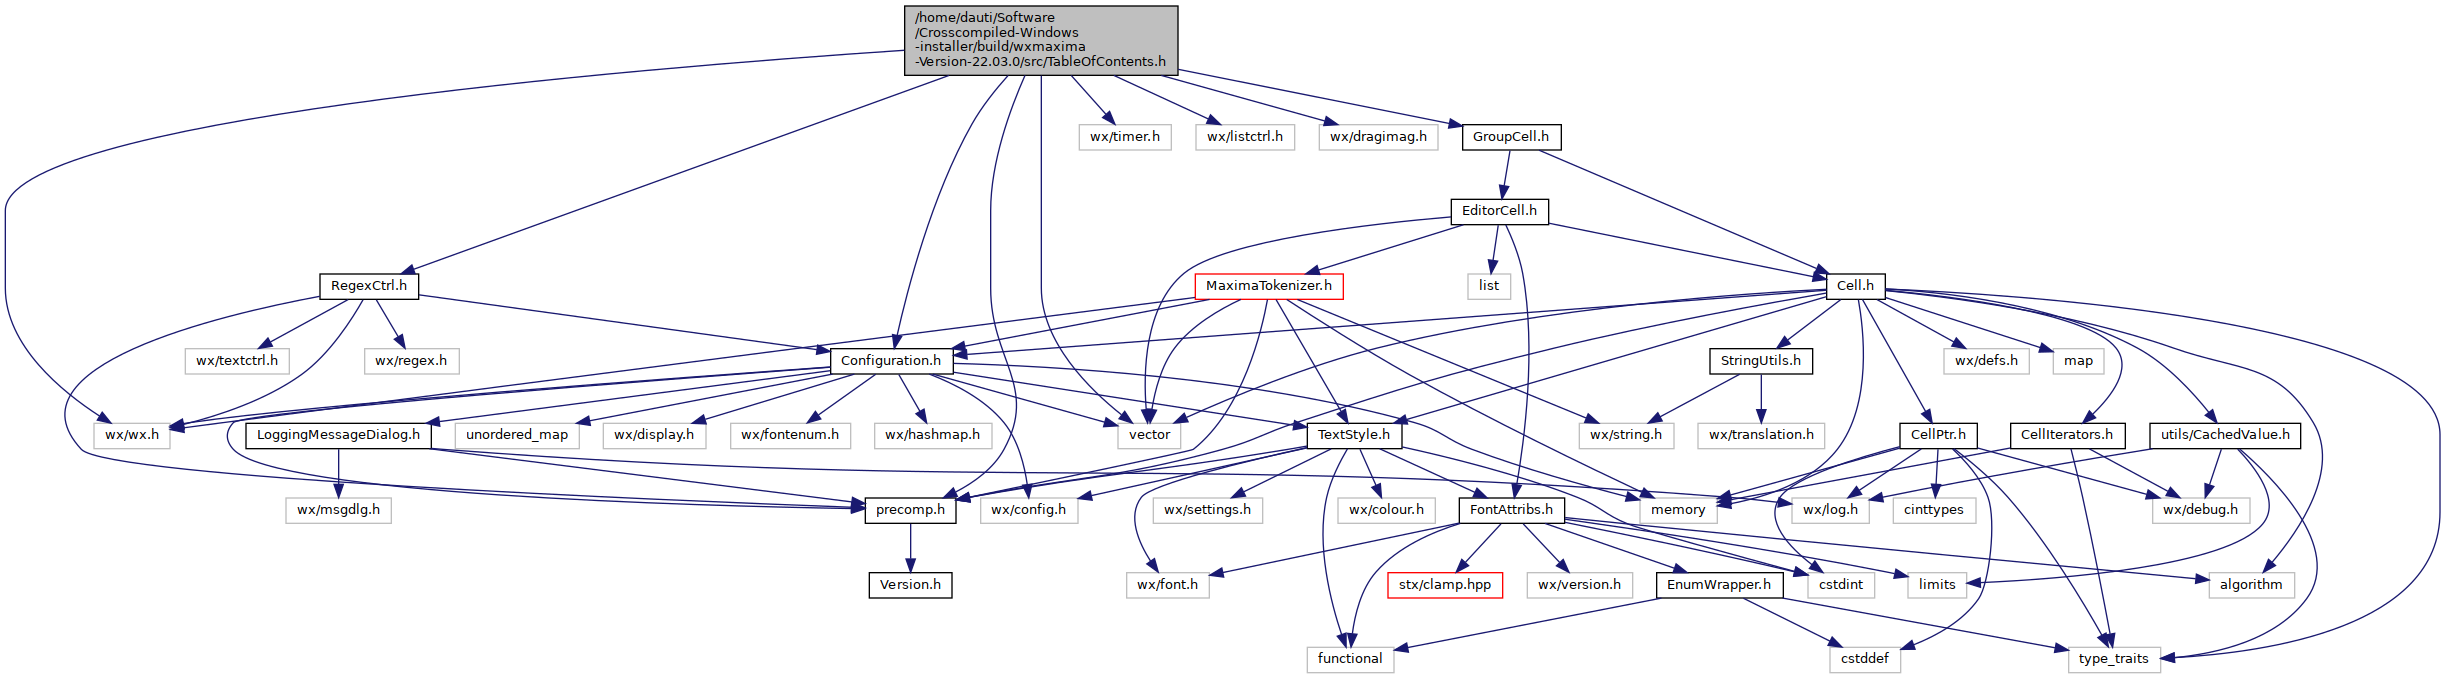 /home/dauti/Software
/Crosscompiled-Windows
-installer/build/wxmaxima
-Version-22.03.0/src/TableOfContents.h
wx/timer.h
wx/listctrl.h
wx/dragimag.h
GroupCell.h
EditorCell.h
RegexCtrl.h
MaximaTokenizer.h
list
Cell.h
wx/textctrl.h
wx/regex.h
Configuration.h
StringUtils.h
wx/defs.h
map
wx/wx.h
LoggingMessageDialog.h
unordered_map
wx/display.h
wx/fontenum.h
wx/hashmap.h
vector
TextStyle.h
wx/string.h
wx/translation.h
CellPtr.h
CellIterators.h
utils/CachedValue.h
wx/msgdlg.h
precomp.h
wx/config.h
wx/settings.h
wx/colour.h
FontAttribs.h
memory
wx/log.h
cinttypes
wx/debug.h
Version.h
wx/font.h
stx/clamp.hpp
wx/version.h
EnumWrapper.h
cstdint
limits
algorithm
functional
cstddef
type_traits